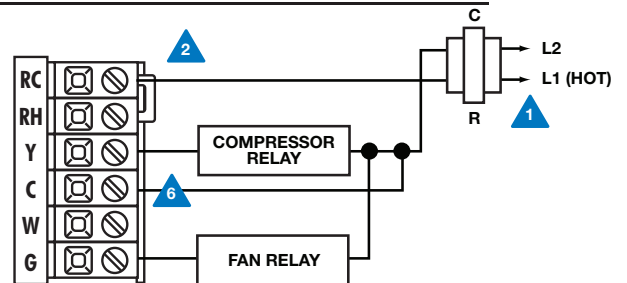 C
L2
2
RC
L1 (HOT)
RH
R
1
Y
COMPRESSOR
RELAY
C
6
W
G
FAN RELAY